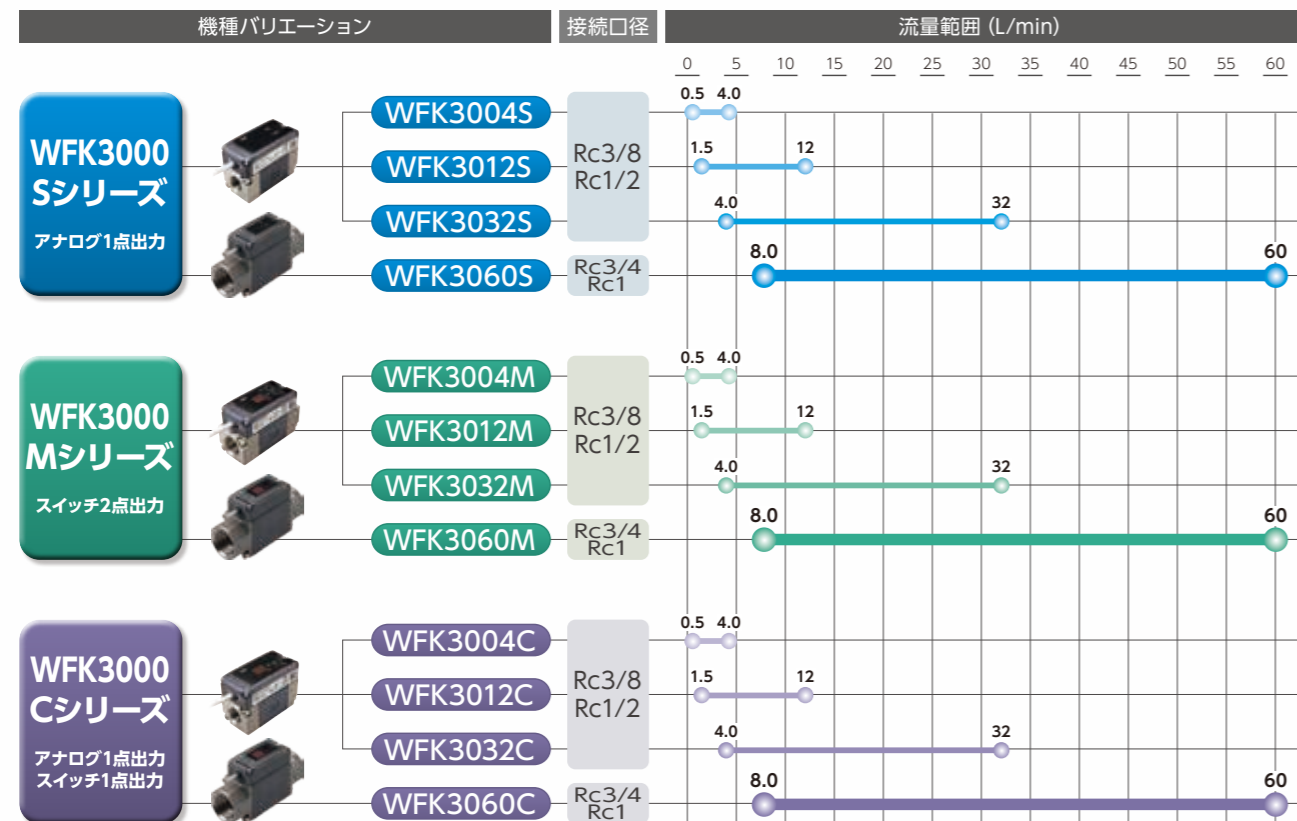 機種バリエーション 接続口径 流量範囲 (L/min)
0 5 10 15 20 25 30 35 40 45 50 55 60
WFK3000
Sシリーズ
アナログ1点出力
WFK3004S
WFK3012S
WFK3032S
WFK3060S
Rc3/8
Rc1/2
Rc3/4
Rc1
0.5 4.0
1.5 12
4.0 32
8.0 60
WFK3000
Mシリーズ
スイッチ2点出力
WFK3004M
WFK3012M
WFK3032M
WFK3060M
Rc3/8
Rc1/2
Rc3/4
Rc1
0.5 4.0
1.5 12
4.0 32
8.0 60
WFK3000
Cシリーズ
アナログ1点出力
スイッチ1点出力
WFK3004C
WFK3012C
WFK3032C
WFK3060C
Rc3/8
Rc1/2
Rc3/4
Rc1
0.5 4.0
1.5 12
4.0 32
8.0 60